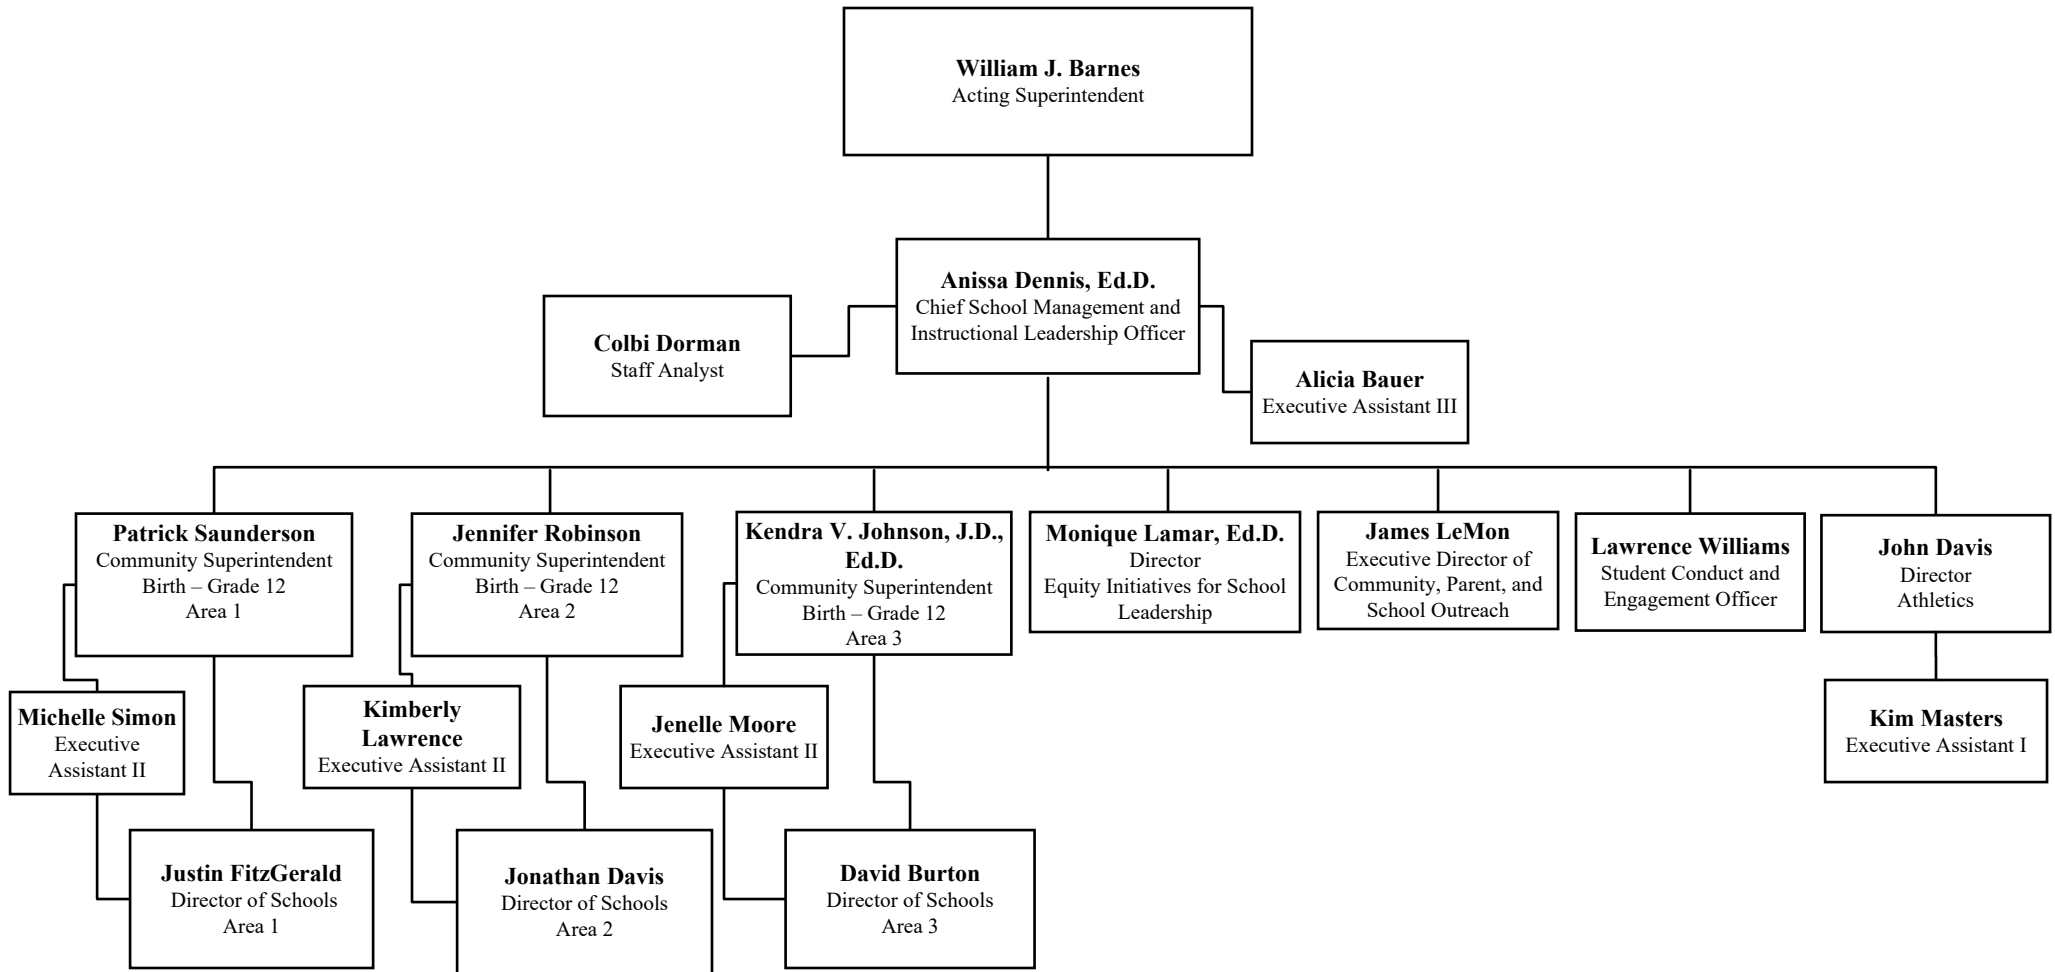 William J. Barnes
Acting Superintendent
Anissa Dennis, Ed.D.
Chief School Management and
Instructional Leadership Officer
Colbi Dorman
Staff Analyst
Alicia Bauer
Executive Assistant III
Patrick Saunderson
Community Superintendent
Birth – Grade 12
Area 1
Jennifer Robinson
Community Superintendent
Birth – Grade 12
Area 2
Kendra V. Johnson, J.D.,
Ed.D.
Community Superintendent
Birth – Grade 12
Area 3
Monique Lamar, Ed.D.
Director
Equity Initiatives for School
Leadership
James LeMon
Executive Director of
Community, Parent, and
School Outreach
Lawrence Williams
Student Conduct and
Engagement Officer
John Davis
Director
Athletics
Michelle Simon
Executive
Assistant II
Kimberly
Lawrence
Executive Assistant II
Jenelle Moore
Executive Assistant II
Kim Masters
Executive Assistant I
Justin FitzGerald
Director of Schools
Area 1
Jonathan Davis
Director of Schools
Area 2
David Burton
Director of Schools
Area 3